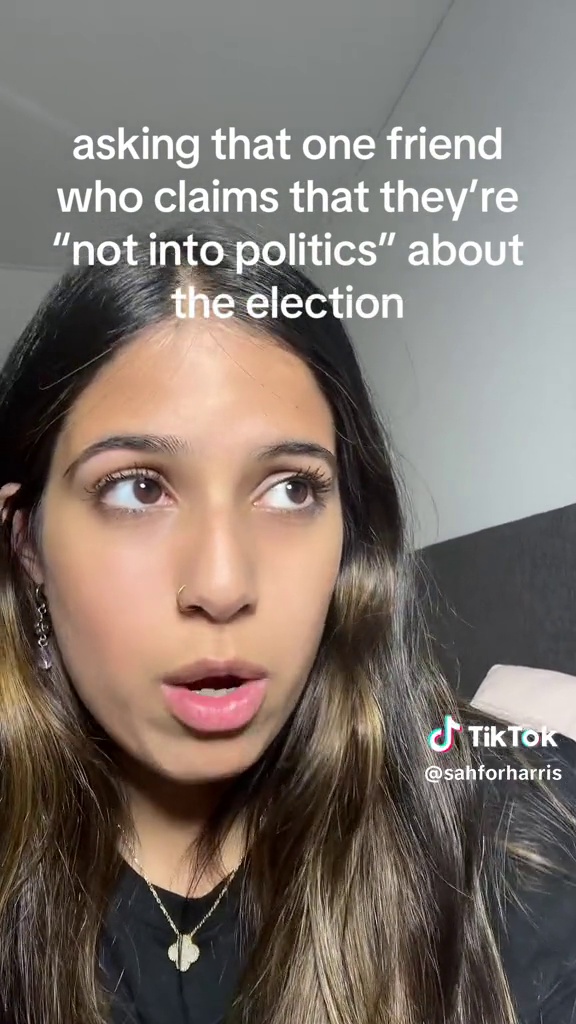 asking that one friend
who claims that they’re
“not into politics” about
the election
TikTok
@sahforharris